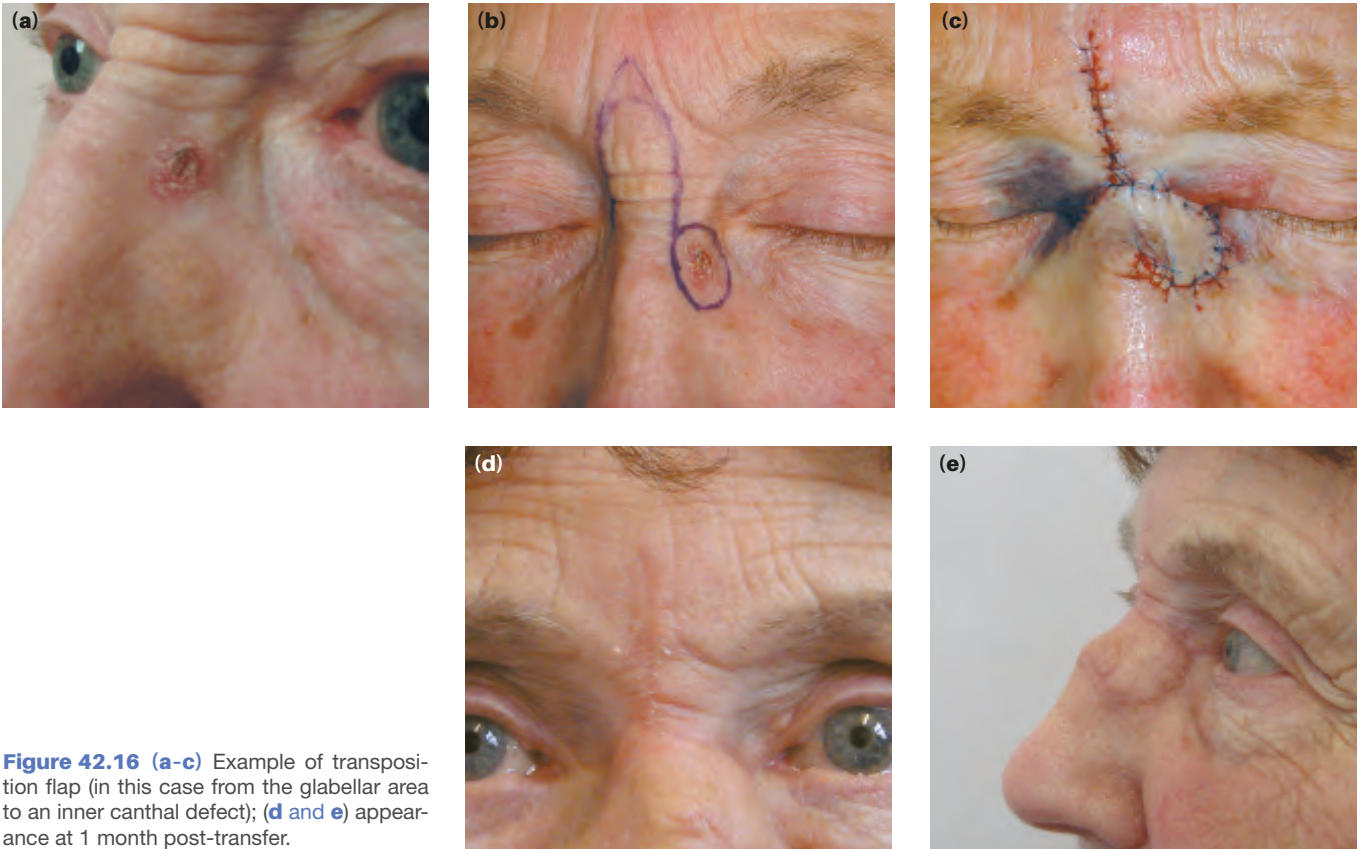 (a)
(b)
(c)
(d)
(e)
Figure 42.16 (a-c) Example of transposi-
tion flap (in this case from the glabellar area
to an inner canthal defect); (d and e) appear-
ance at 1 month post-transfer.